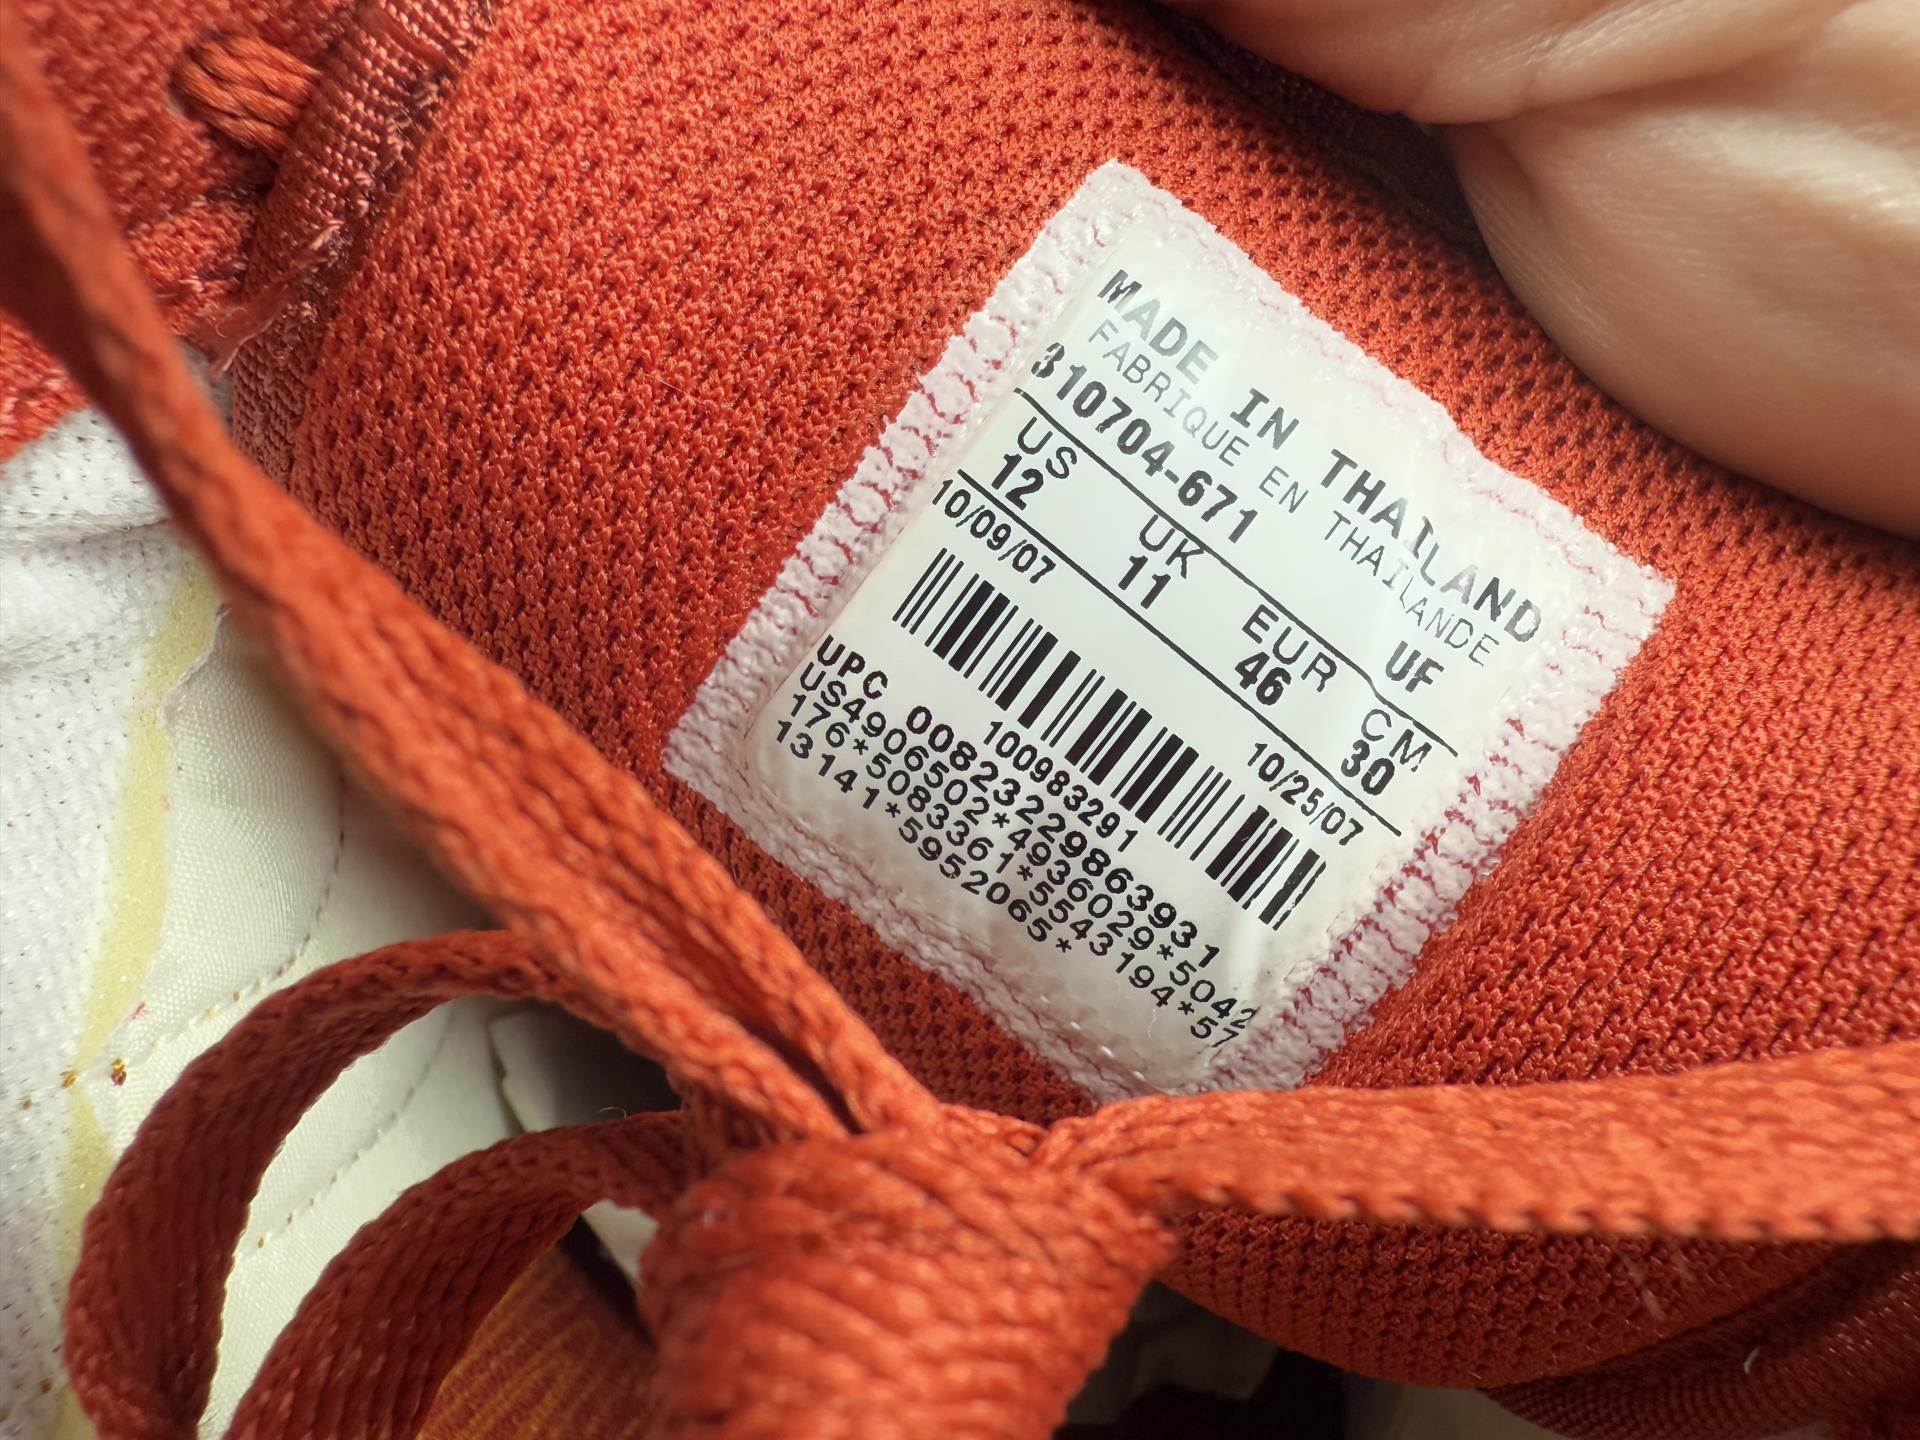 MADE IN THAILAND
FABRIQUE EN THAILANDE
310704-671 UF
US UK EUR CM
12 11 46 30
10/09/07 10/25/07
100983291
UPC 00823229863931
US4906502*4936029*5042
176*5083361*5543194*57
13141*5952065*